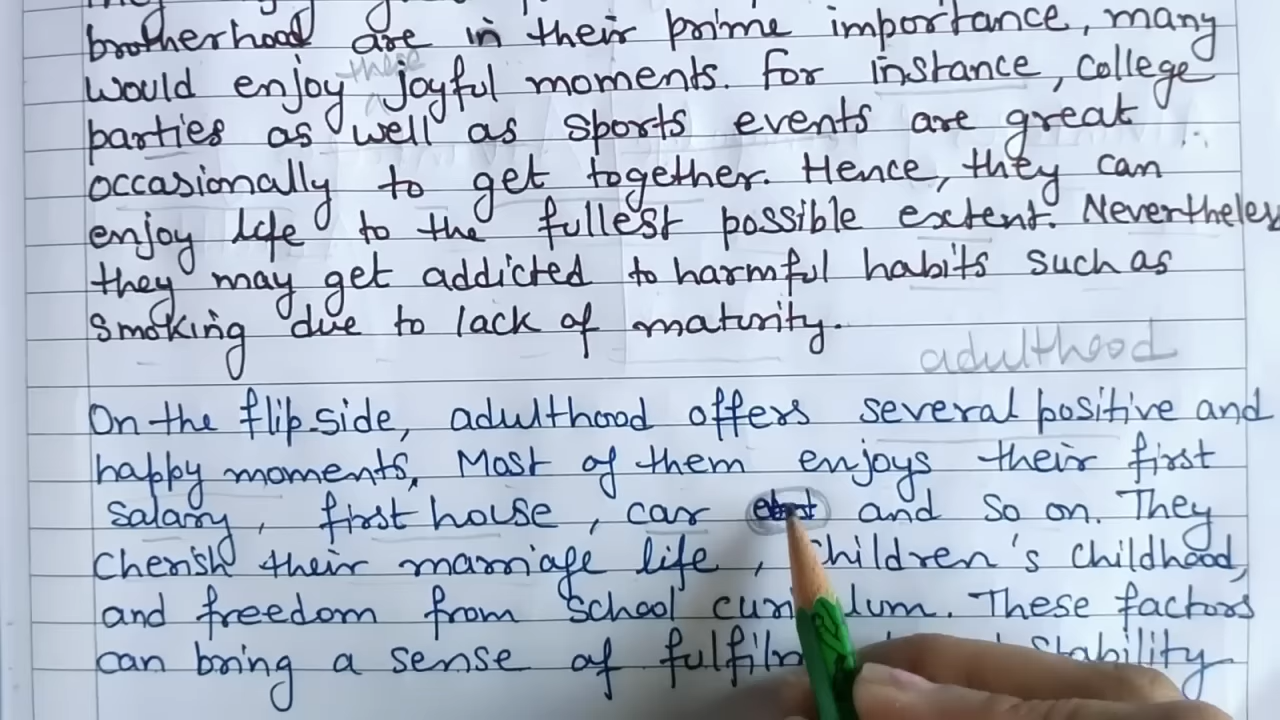 brotherhood are in their prime importance, many
these
would enjoy joyful moments. For instance, college
parties as well as sports events are great
occasionally to get together. Hence, they can
enjoy life to the fullest possible extent. Nevertheless
they may get addicted to harmful habits such as
smoking due to lack of maturity.
adulthood
On the flip side, adulthood offers several positive and
happy moments. Most of them enjoys their first
salary, first house, car and so on. They
cherish their marriage life, children's childhood,
and freedom from school These factors
can bring a sense of stability